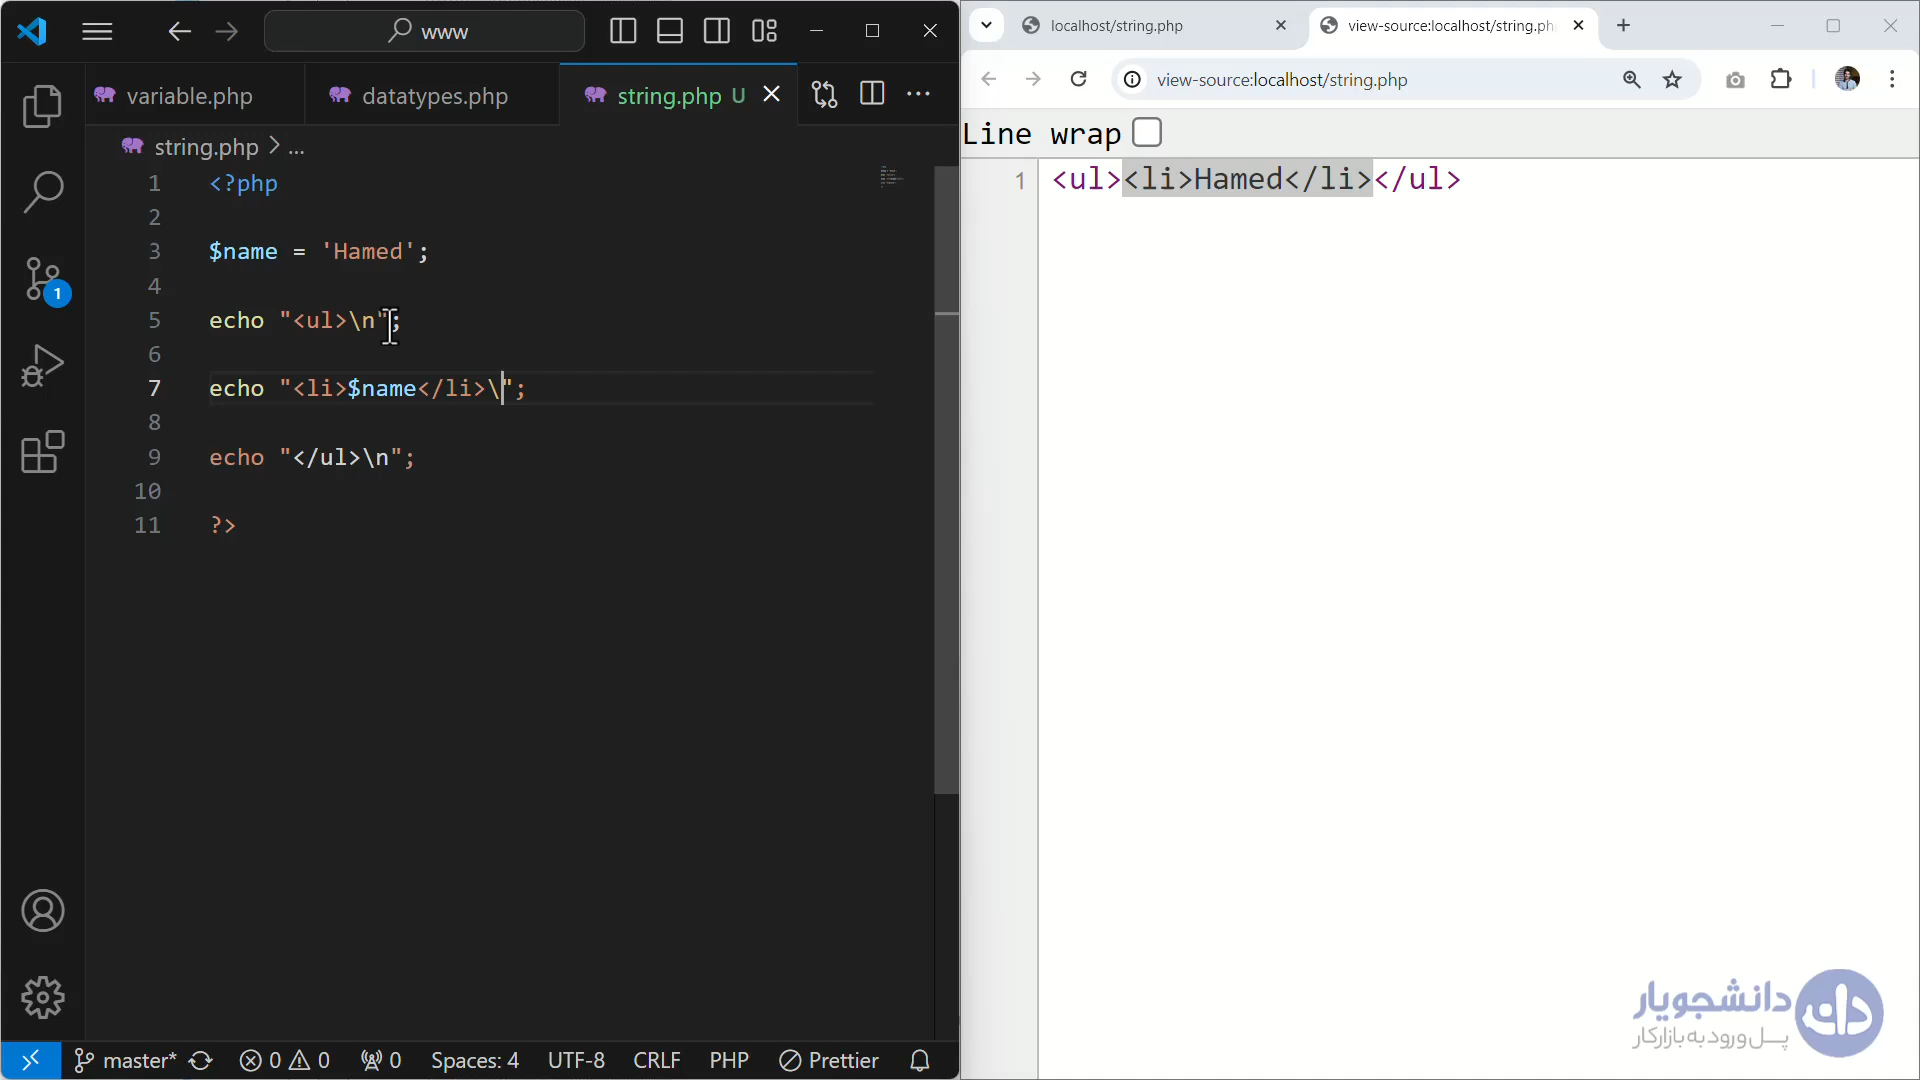 www
variable.php
datatypes.php
string.php U
string.php > ...
1 <?php
2
3 $name = 'Hamed';
4
5 echo "<ul>\n";
6
7 echo "<li>$name</li>\";
8
9 echo "</ul>\n";
10
11 ?>
1
master* 0 0 0 Spaces: 4 UTF-8 CRLF PHP Prettier
localhost/string.php
view-source:localhost/string.ph
view-source:localhost/string.php
Line wrap
1 <ul><li>Hamed</li></ul>
دانشجویار
پل ورود به بازار کار